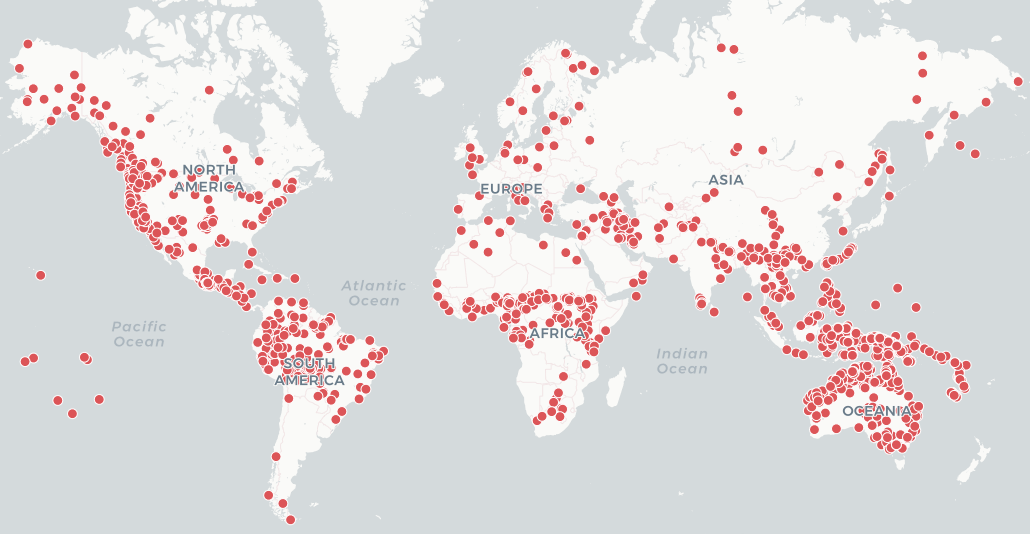 NORTH
AMERICA
EUROPE
ASIA
Atlantic
Ocean
Pacific
Ocean
AFRICA
SOUTH
AMERICA
Indian
Ocean
OCEANIA